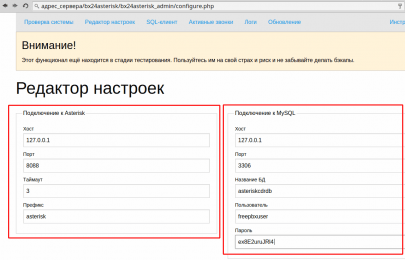 адрес_сервера/bx24asterisk/bx24asterisk_admin/configure.php
Проверка системы Редактор настроек SQL-клиент Активные звонки Логи Обновление Инстр
Внимание!
Этот функционал ещё находится в стадии тестирования. Пользуйтесь им на свой страх и риск и не забывайте делать бэкапы.
Редактор настроек
Подключение к Asterisk
Хост
127.0.0.1
Порт
8088
Таймаут
3
Префикс
asterisk
Подключение к MySQL
Хост
127.0.0.1
Порт
3306
Название БД
asteriskcdrdb
Пользователь
freepbxuser
Пароль
ex8E2uruJRl4